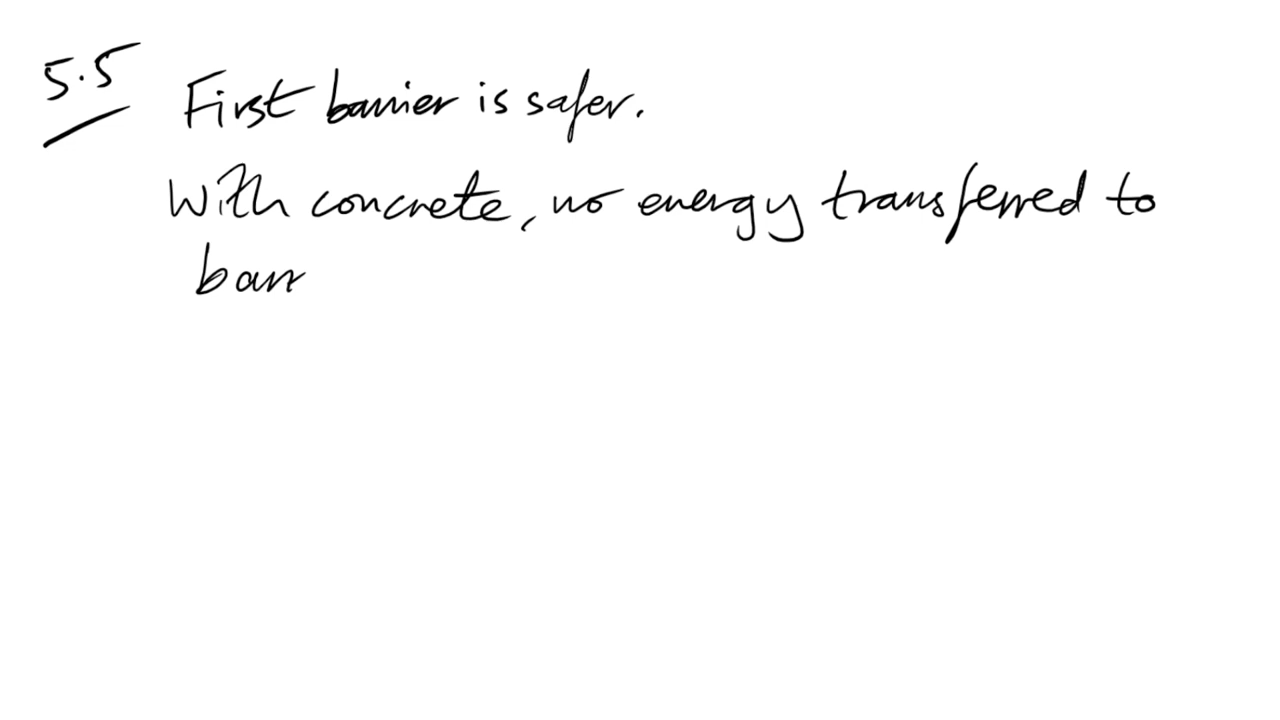 5.5
First barrier is safer.
With concrete, no energy transferred to
barr